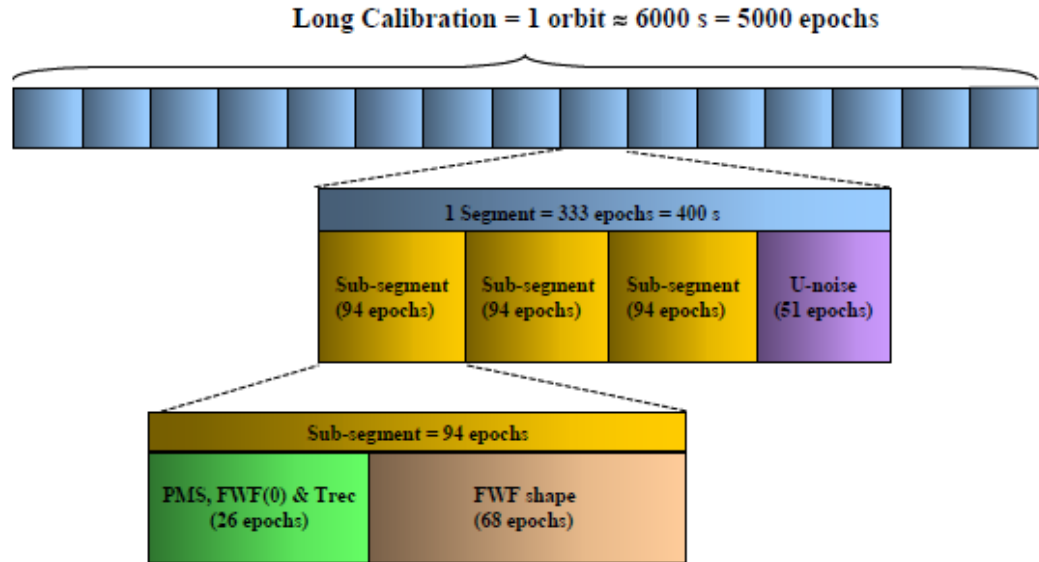 Long Calibration = 1 orbit ≈ 6000 s = 5000 epochs
1 Segment = 333 epochs = 400 s
Sub-segment
(94 epochs)
Sub-segment
(94 epochs)
Sub-segment
(94 epochs)
U-noise
(51 epochs)
Sub-segment = 94 epochs
PMS, FWF(0) & Trec
(26 epochs)
FWF shape
(68 epochs)